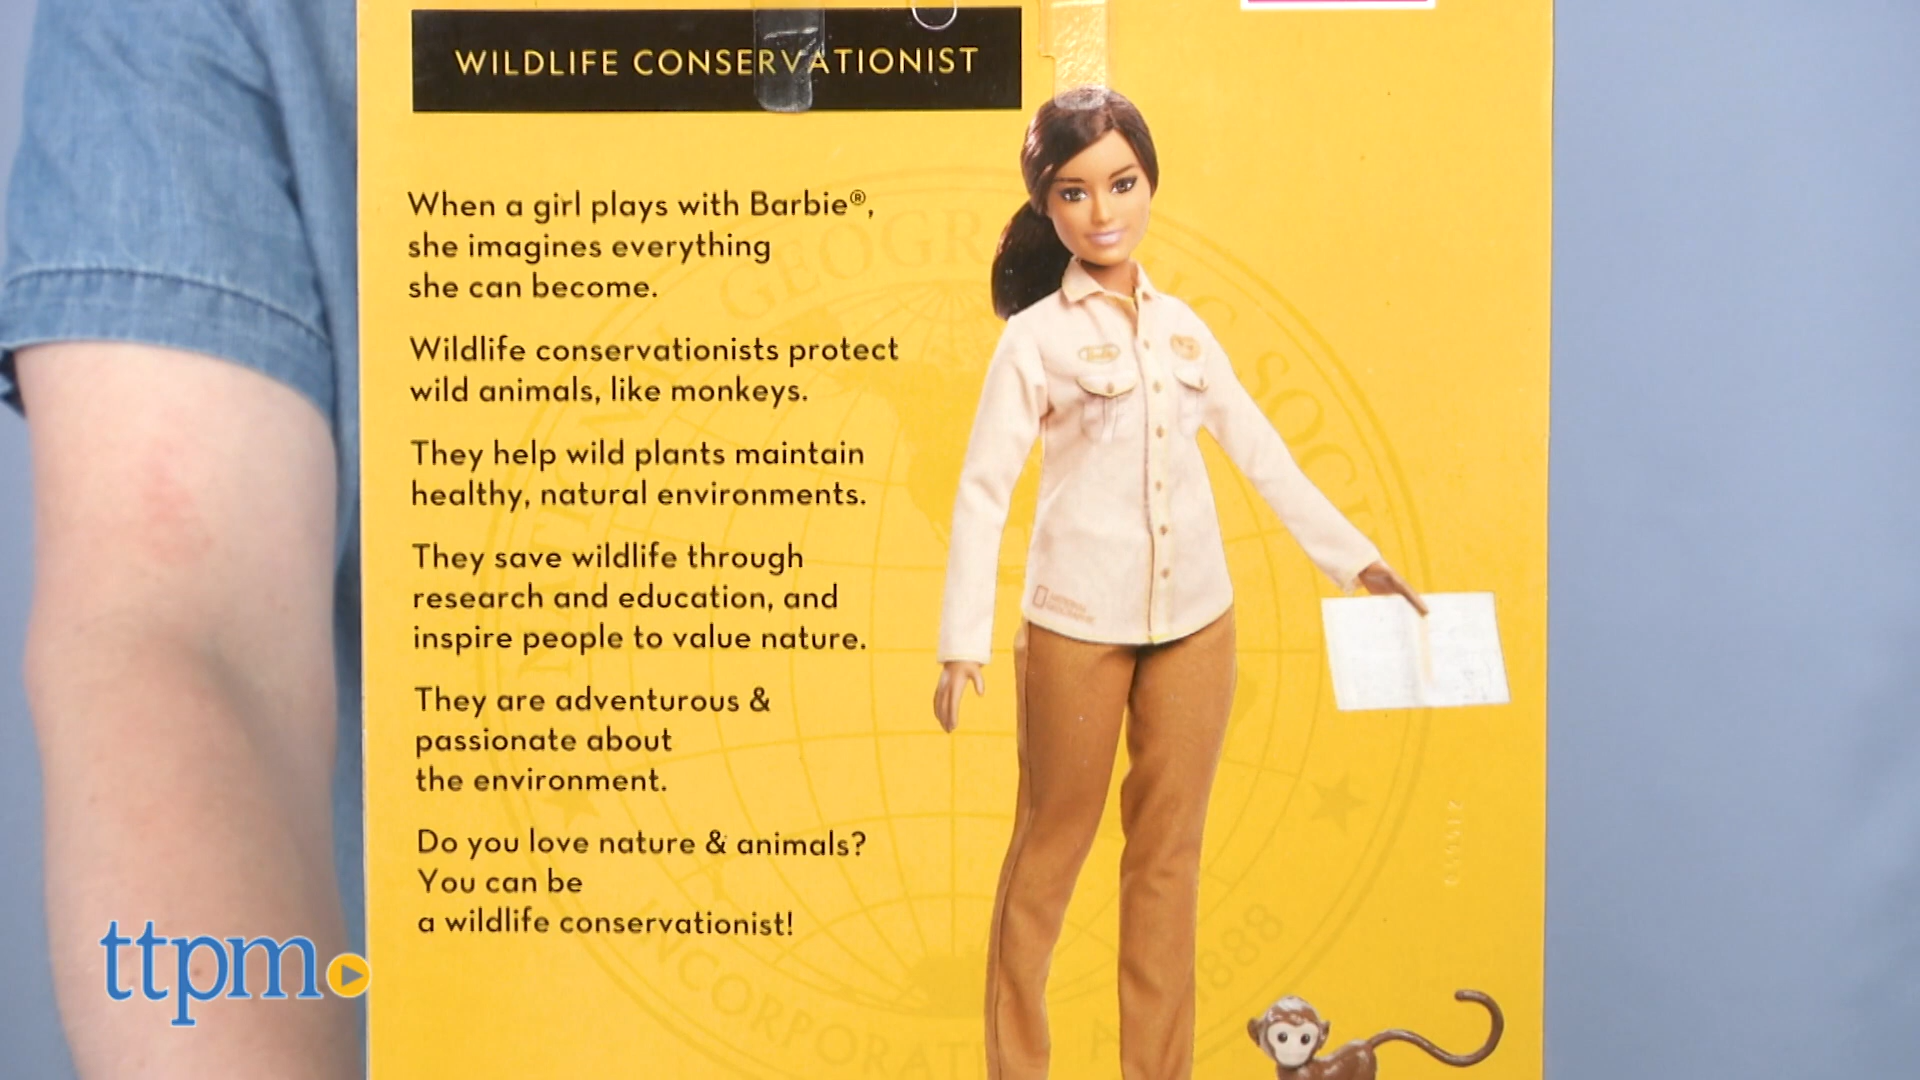 WILDLIFE CONSERVATIONIST
When a girl plays with Barbie®,
she imagines everything
she can become.
Wildlife conservationists protect
wild animals, like monkeys.
They help wild plants maintain
healthy, natural environments.
They save wildlife through
research and education, and
inspire people to value nature.
They are adventurous &
passionate about
the environment.
Do you love nature & animals?
You can be
a wildlife conservationist!
NATIONAL
GEOGRAPHIC
ttpm